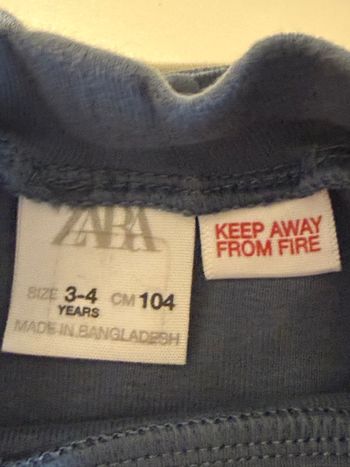 ZARA
SIZE 3-4 CM 104
YEARS
MADE IN BANGLADESH
KEEP AWAY
FROM FIRE